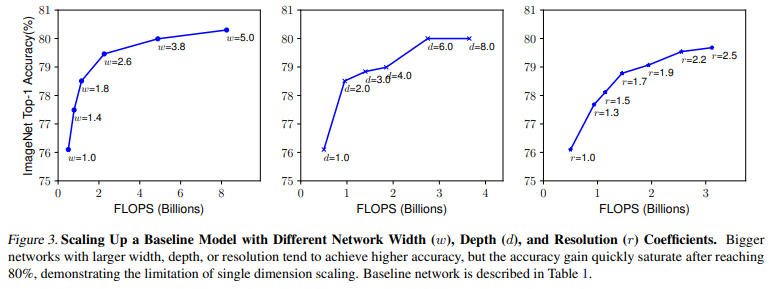 81
80
79
78
77
76
75
ImageNet Top-1 Accuracy(%)
w=1.0
w=1.4
w=1.8
w=2.6
w=3.8
w=5.0
0 2 4 6 8
FLOPS (Billions)
81
80
79
78
77
76
75
d=1.0
d=2.0
d=3.0
d=4.0
d=6.0
d=8.0
0 1 2 3 4
FLOPS (Billions)
81
80
79
78
77
76
75
r=1.0
r=1.3
r=1.5
r=1.7
r=1.9
r=2.2
r=2.5
0 1 2 3
FLOPS (Billions)
Figure 3. Scaling Up a Baseline Model with Different Network Width (w), Depth (d), and Resolution (r) Coefficients. Bigger
networks with larger width, depth, or resolution tend to achieve higher accuracy, but the accuracy gain quickly saturate after reaching
80%, demonstrating the limitation of single dimension scaling. Baseline network is described in Table 1.